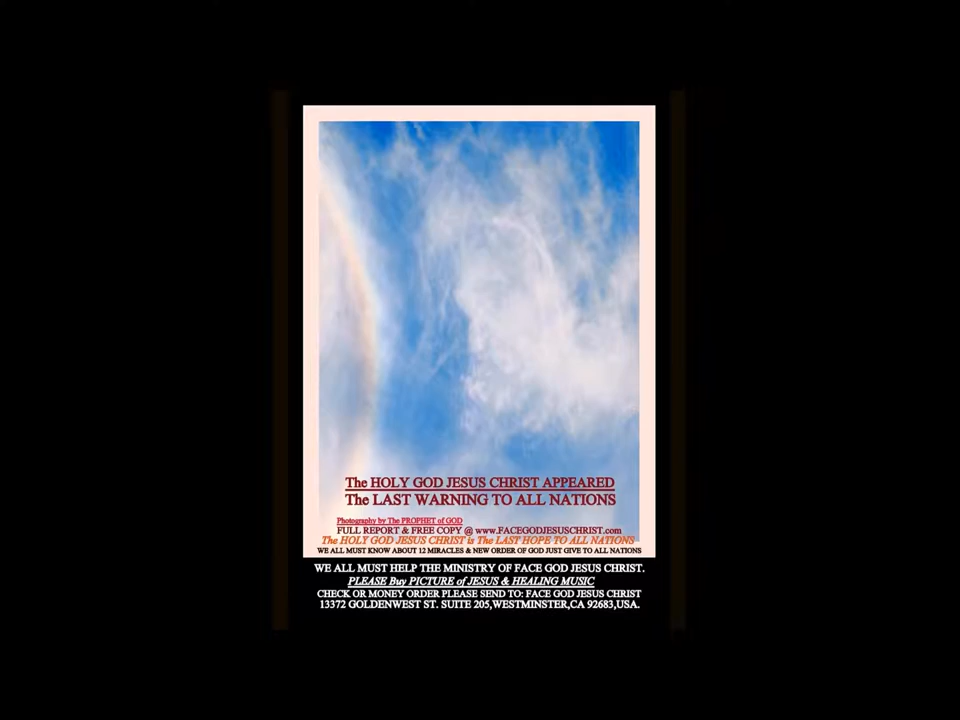 The HOLY GOD JESUS CHRIST APPEARED
The LAST WARNING TO ALL NATIONS
Photography by The PROPHET of GOD
FULL REPORT & FREE COPY @ www.FACEGODJESUSCHRIST.com
The HOLY GOD JESUS CHRIST is The LAST HOPE TO ALL NATIONS
WE ALL MUST KNOW ABOUT 12 MIRACLES & NEW ORDER OF GOD JUST GIVE TO ALL NATIONS
WE ALL MUST HELP THE MINISTRY OF FACE GOD JESUS CHRIST.
PLEASE Buy PICTURE of JESUS & HEALING MUSIC
CHECK OR MONEY ORDER PLEASE SEND TO: FACE GOD JESUS CHRIST
13372 GOLDENWEST ST. SUITE 205,WESTMINSTER,CA 92683,USA.